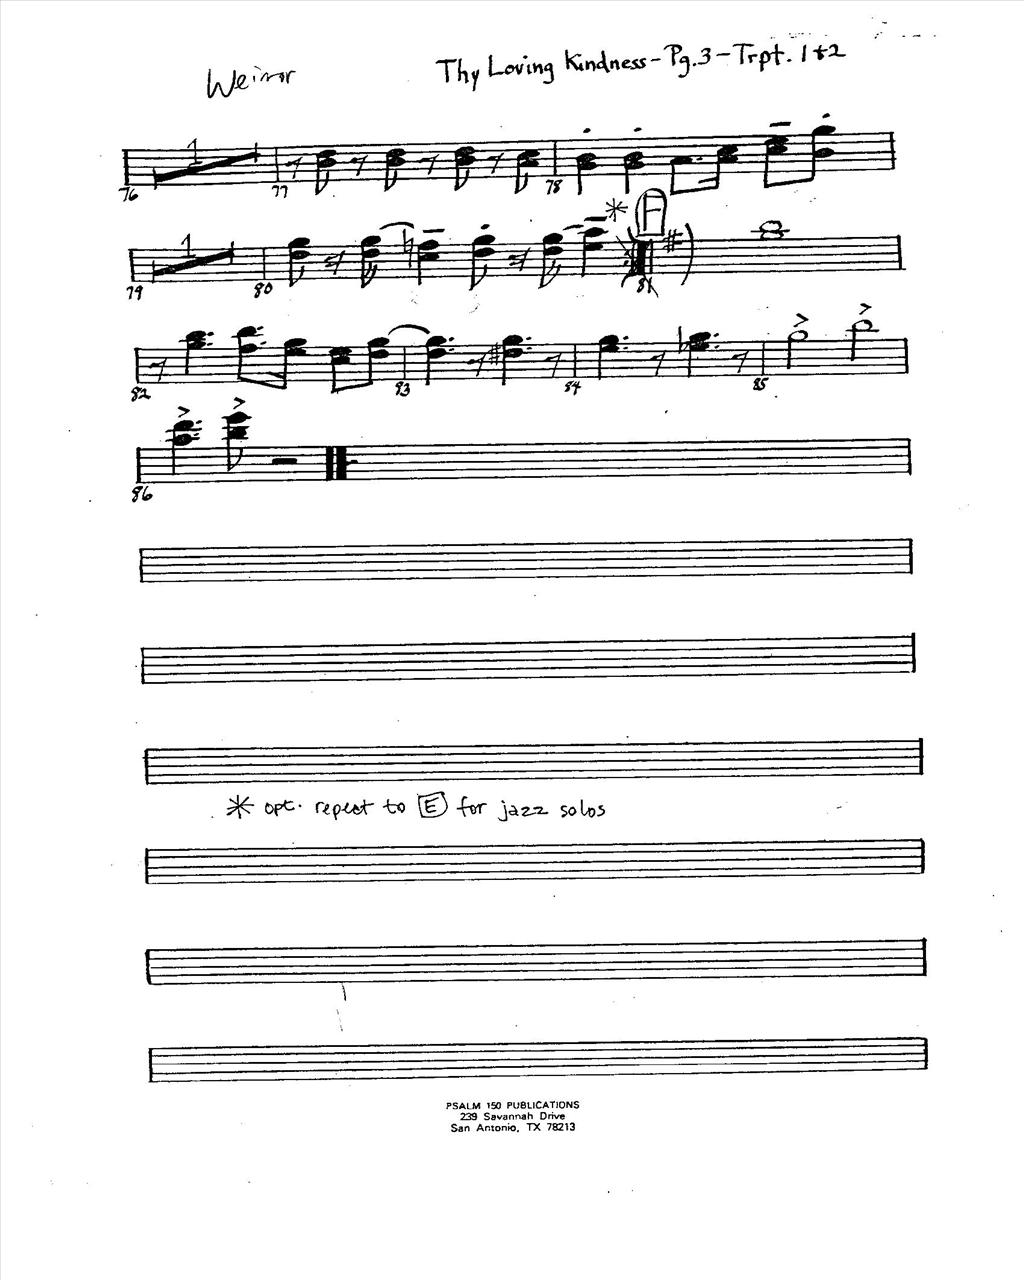 Weimor
Thy Loving Kindness - Pg.3 - Trpt. 1 & 2
1
76 77 78
* F
1
79 80 81
82 83 84 85
86
* opt. repeat to E for jazz solos
PSALM 150 PUBLICATIONS
239 Savannah Drive
San Antonio, TX 78213